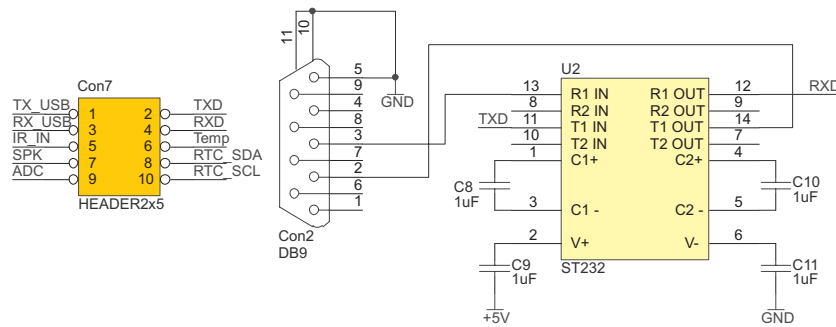 Con7
TX_USB 1 2 TXD
RX_USB 3 4 RXD
IR_IN 5 6 Temp
SPK 7 8 RTC_SDA
ADC 9 10 RTC_SCL
HEADER2x5
11
10
5
9
4
8
3
7
2
6
1
GND
Con2
DB9
U2
13 R1 IN R1 OUT 12 RXD
8 R2 IN R2 OUT 9
TXD 11 T1 IN T1 OUT 14
10 T2 IN T2 OUT 7
1 C1+ C2+ 4
C8
1uF
C10
1uF
3 C1 - C2 - 5
2 V+ V- 6
C9
1uF
C11
1uF
ST232
+5V
GND